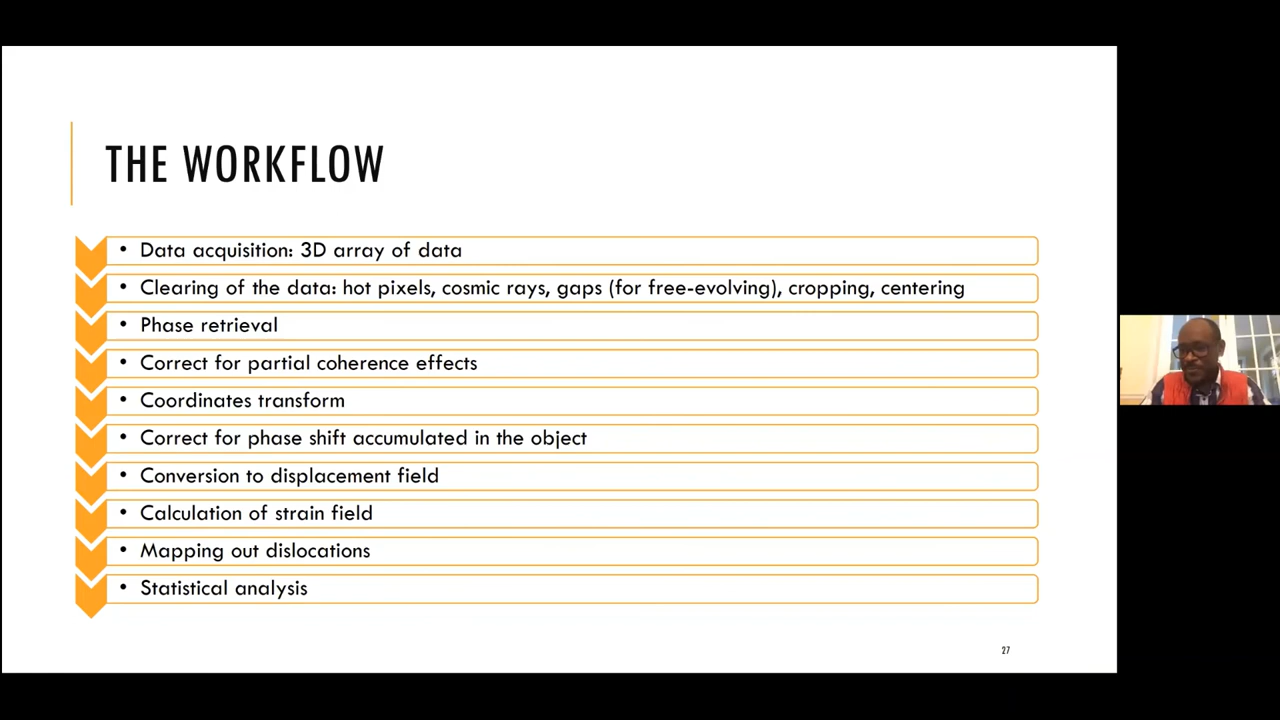 THE WORKFLOW
• Data acquisition: 3D array of data
• Clearing of the data: hot pixels, cosmic rays, gaps (for free-evolving), cropping, centering
• Phase retrieval
• Correct for partial coherence effects
• Coordinates transform
• Correct for phase shift accumulated in the object
• Conversion to displacement field
• Calculation of strain field
• Mapping out dislocations
• Statistical analysis
27